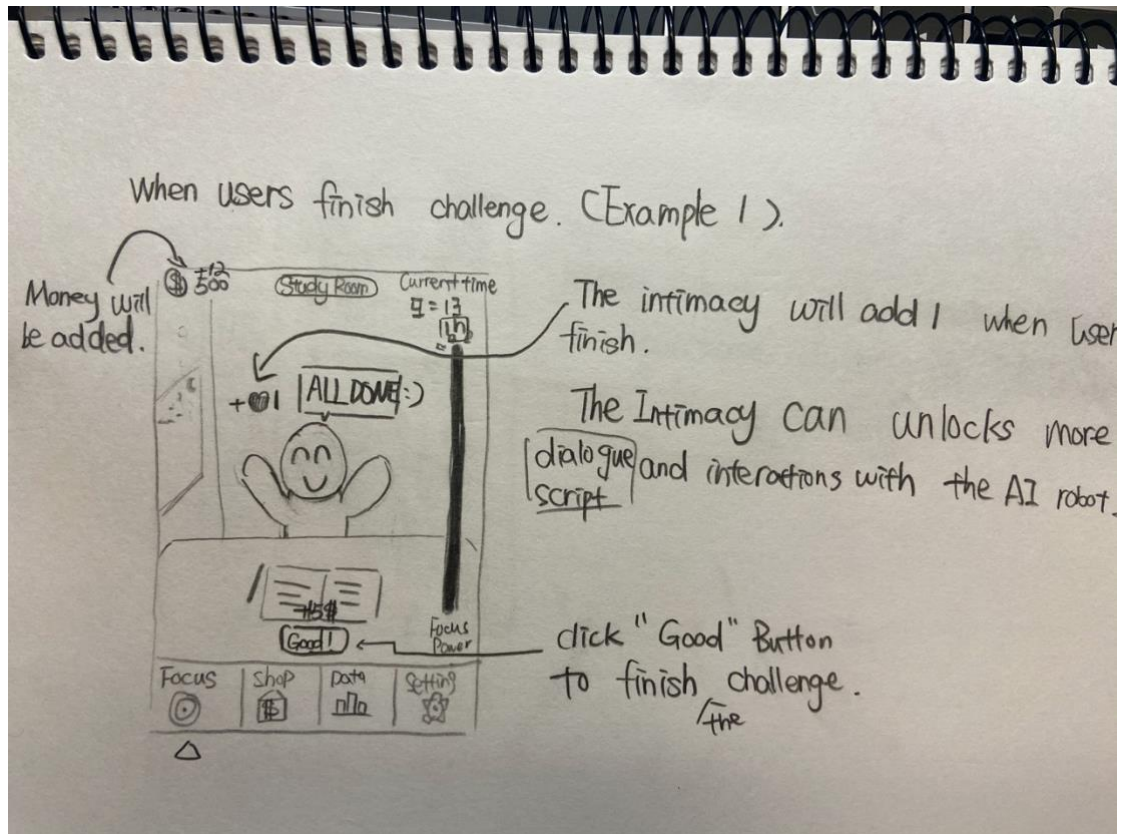 When users finish challenge. (Example 1).
Money will
be added.
$ +12
500
Study Room
Current time
9:13
1h
+ 1
ALL DONE :)
The intimacy will add 1 when User
finish.
The Intimacy can unlocks more
dialogue and interactions with the AI robot.
script
+15$
Good!
Focus
Power
click "Good" Button
to finish challenge.
the
Focus
Shop
$
Data
Setting